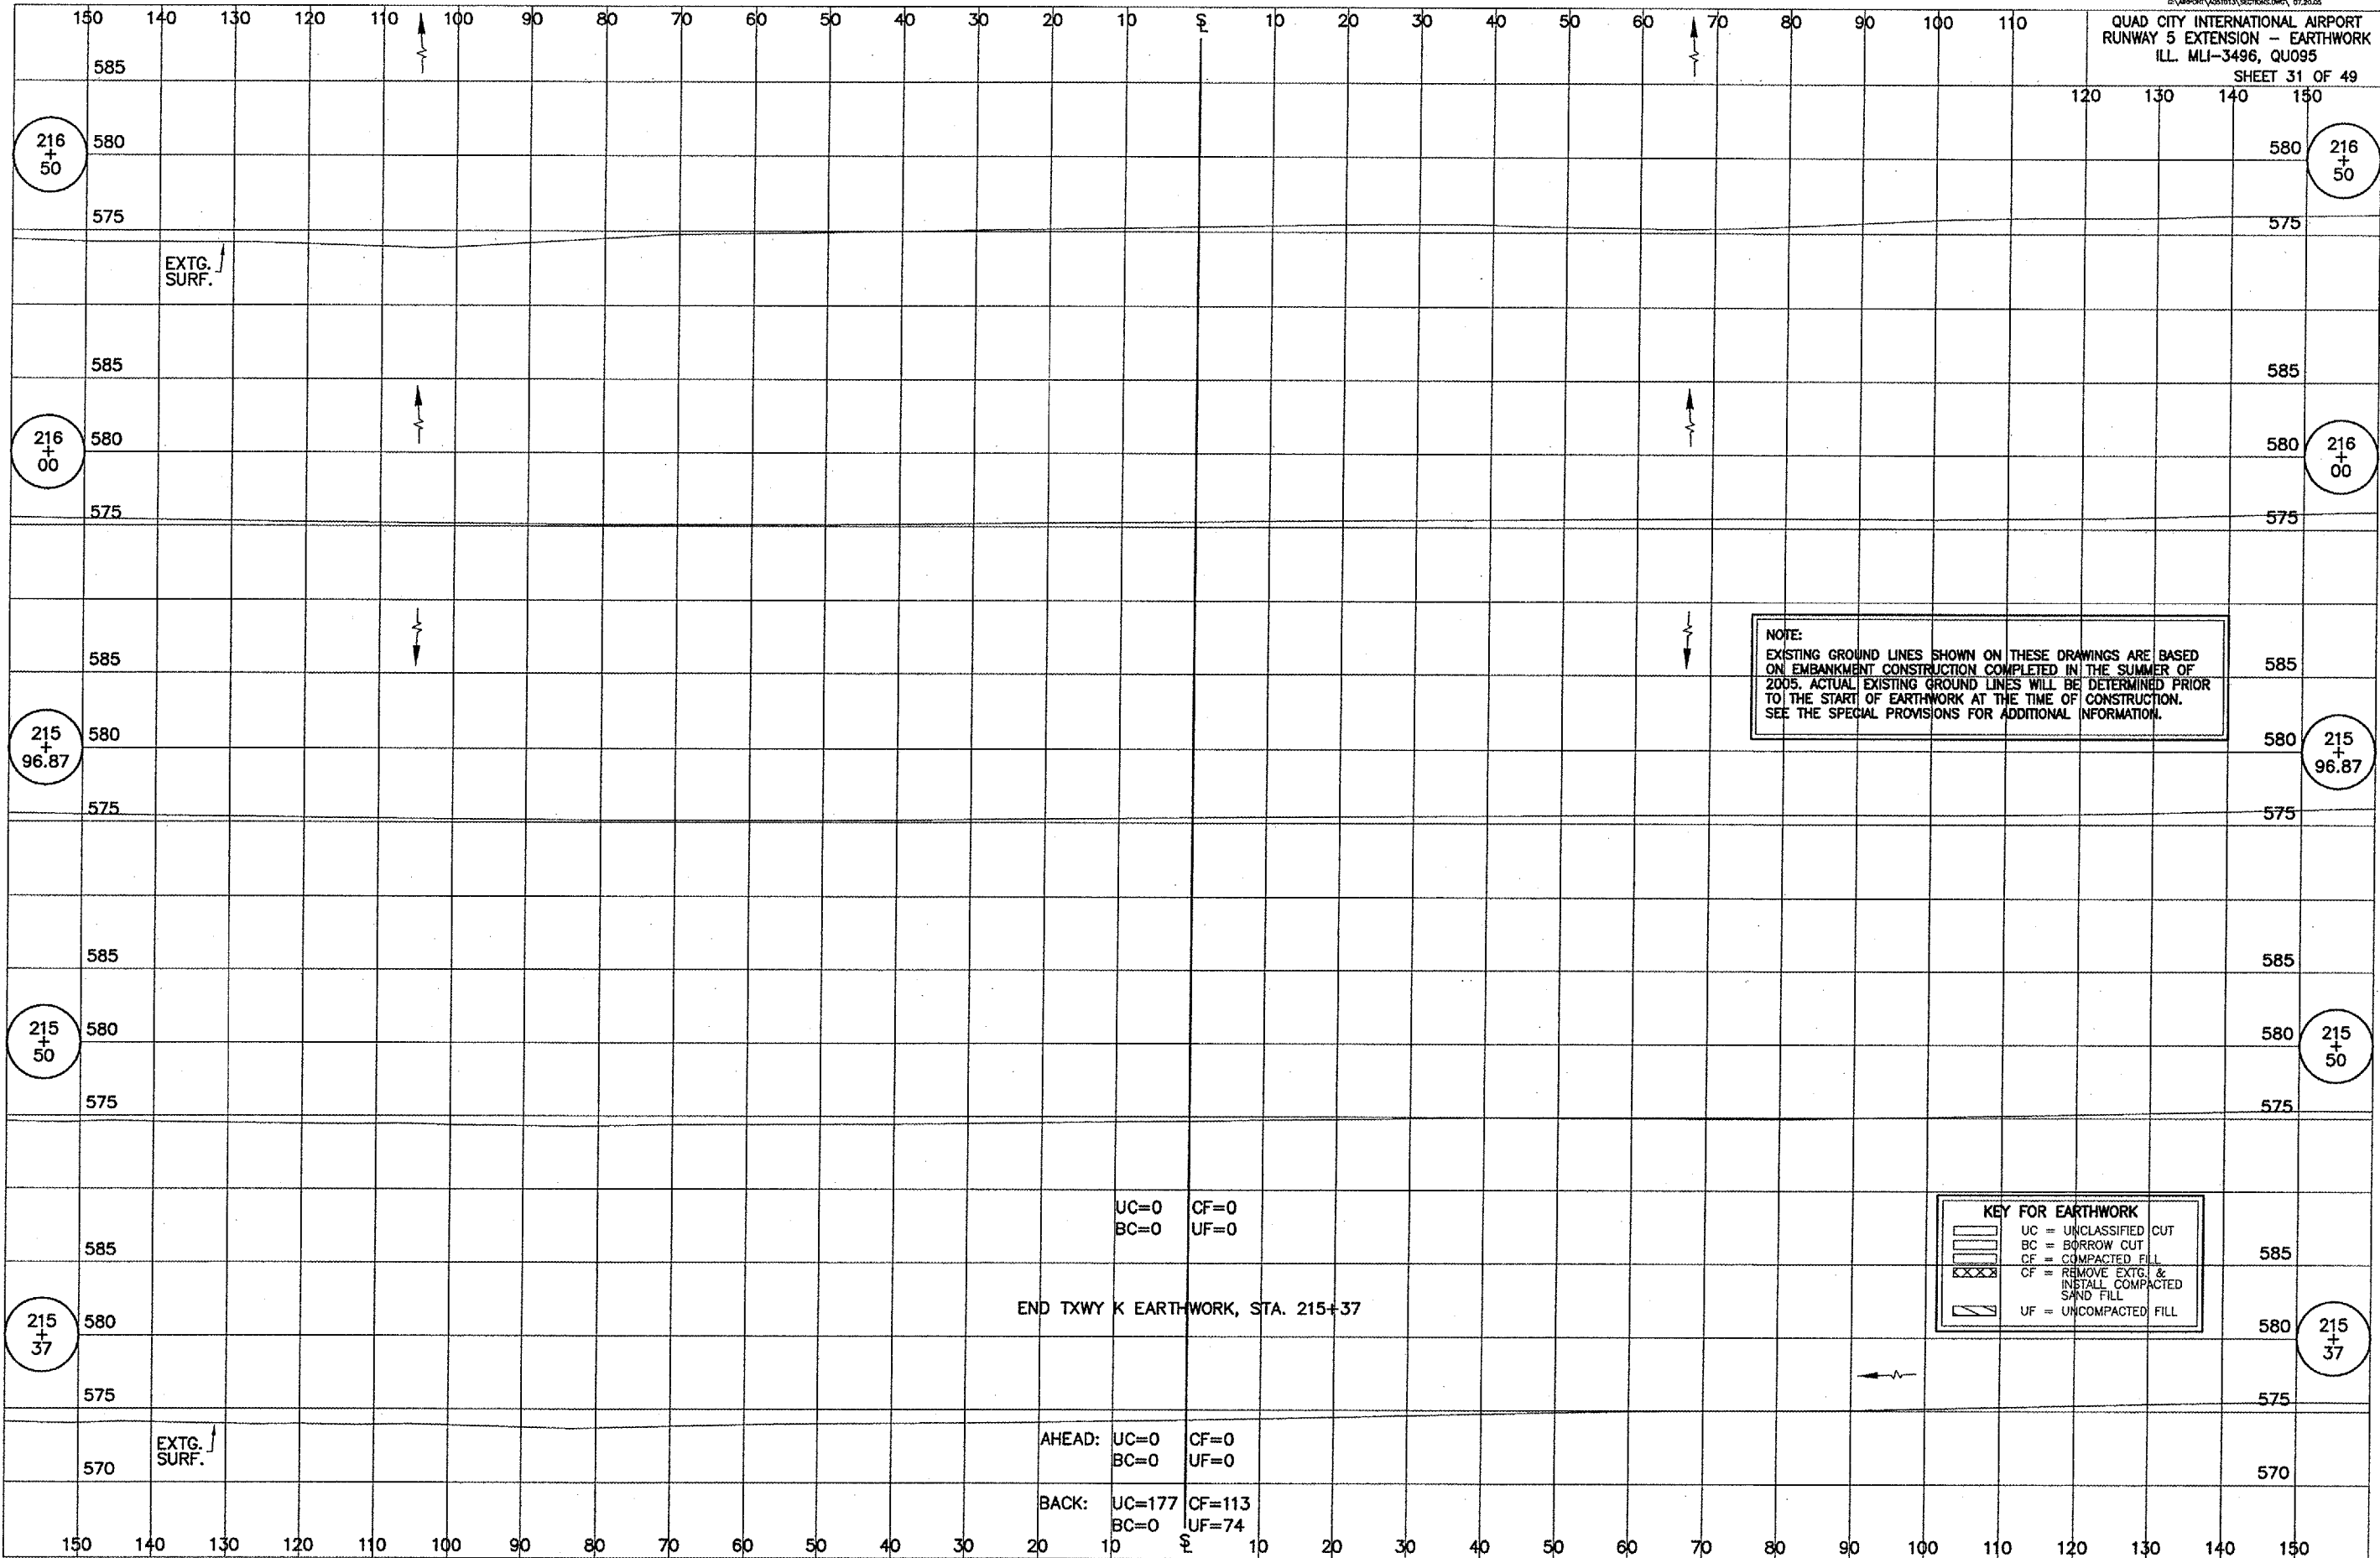 150 140 130 120 110 100 90 80 70 60 50 40 30 20 10 ℄ 10 20 30 40 50 60 70 80 90 100 110
QUAD CITY INTERNATIONAL AIRPORT
RUNWAY 5 EXTENSION - EARTHWORK
ILL. MLI-3496, QU095
SHEET 31 OF 49
120 130 140 150
585
216 + 50
580
580
216 + 50
575
575
EXTG. SURF.
585
585
216 + 00
580
580
216 + 00
575
575
NOTE:
EXISTING GROUND LINES SHOWN ON THESE DRAWINGS ARE BASED
ON EMBANKMENT CONSTRUCTION COMPLETED IN THE SUMMER OF
2005. ACTUAL EXISTING GROUND LINES WILL BE DETERMINED PRIOR
TO THE START OF EARTHWORK AT THE TIME OF CONSTRUCTION.
SEE THE SPECIAL PROVISIONS FOR ADDITIONAL INFORMATION.
585
585
215 + 96.87
580
580
215 + 96.87
575
575
585
585
215 + 50
580
580
215 + 50
575
575
UC=0 CF=0
BC=0 UF=0
KEY FOR EARTHWORK
UC = UNCLASSIFIED CUT
BC = BORROW CUT
CF = COMPACTED FILL
CF = REMOVE EXTG. &
INSTALL COMPACTED
SAND FILL
UF = UNCOMPACTED FILL
585
585
END TXWY K EARTHWORK, STA. 215+37
215 + 37
580
580
215 + 37
575
575
EXTG. SURF.
AHEAD: UC=0 CF=0
BC=0 UF=0
570
570
BACK: UC=177 CF=113
BC=0 UF=74
150 140 130 120 110 100 90 80 70 60 50 40 30 20 10 ℄ 10 20 30 40 50 60 70 80 90 100 110 120 130 140 150